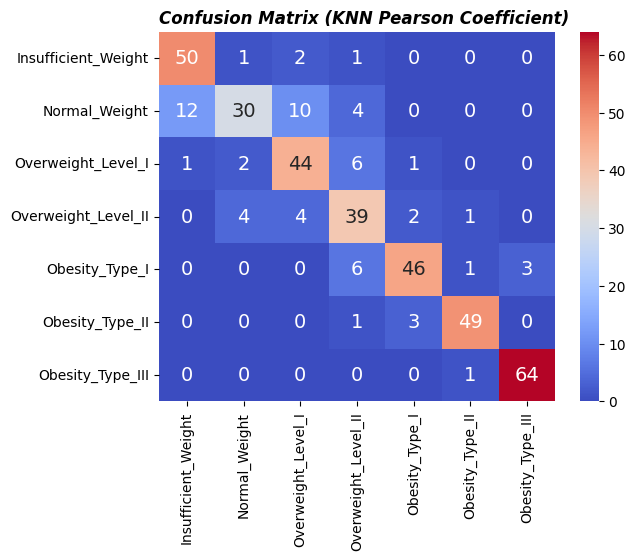 Confusion Matrix (KNN Pearson Coefficient)
Insufficient_Weight 50 1 2 1 0 0 0
Normal_Weight 12 30 10 4 0 0 0
Overweight_Level_I 1 2 44 6 1 0 0
Overweight_Level_II 0 4 4 39 2 1 0
Obesity_Type_I 0 0 0 6 46 1 3
Obesity_Type_II 0 0 0 1 3 49 0
Obesity_Type_III 0 0 0 0 0 1 64
Insufficient_Weight
Normal_Weight
Overweight_Level_I
Overweight_Level_II
Obesity_Type_I
Obesity_Type_II
Obesity_Type_III
60
50
40
30
20
10
0